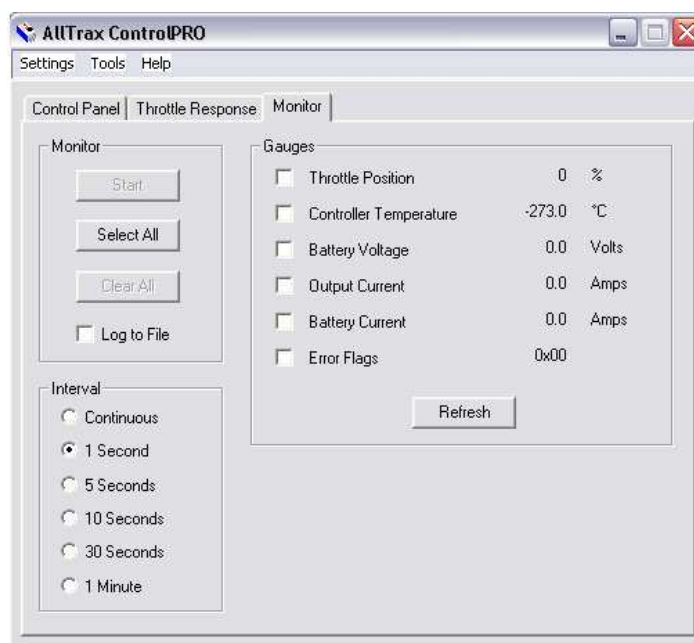 AllTrax ControlPRO
Settings Tools Help
Control Panel Throttle Response Monitor
Monitor
Start
Select All
Clear All
Log to File
Interval
Continuous
1 Second
5 Seconds
10 Seconds
30 Seconds
1 Minute
Gauges
Throttle Position 0 %
Controller Temperature -273.0 °C
Battery Voltage 0.0 Volts
Output Current 0.0 Amps
Battery Current 0.0 Amps
Error Flags 0x00
Refresh